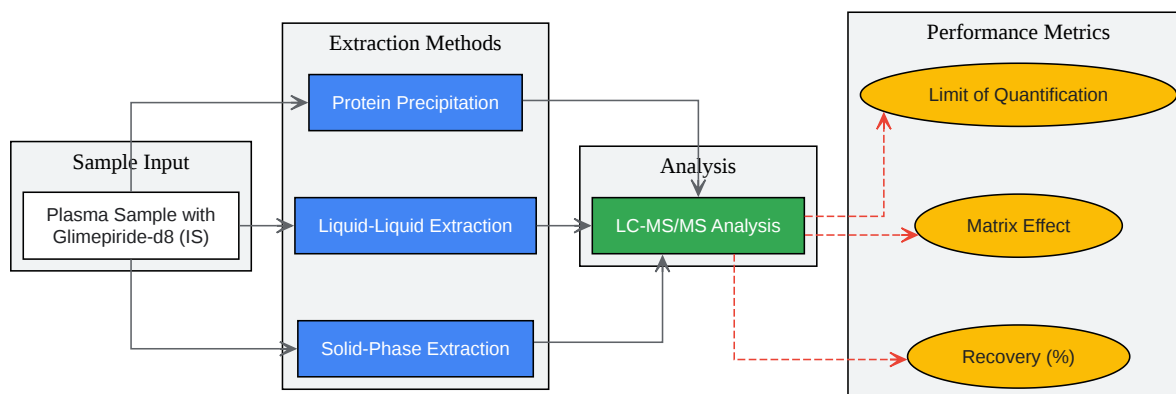 Sample Input
Plasma Sample with
Glimepiride-d8 (IS)
Extraction Methods
Protein Precipitation
Liquid-Liquid Extraction
Solid-Phase Extraction
Analysis
LC-MS/MS Analysis
Performance Metrics
Limit of Quantification
Matrix Effect
Recovery (%)